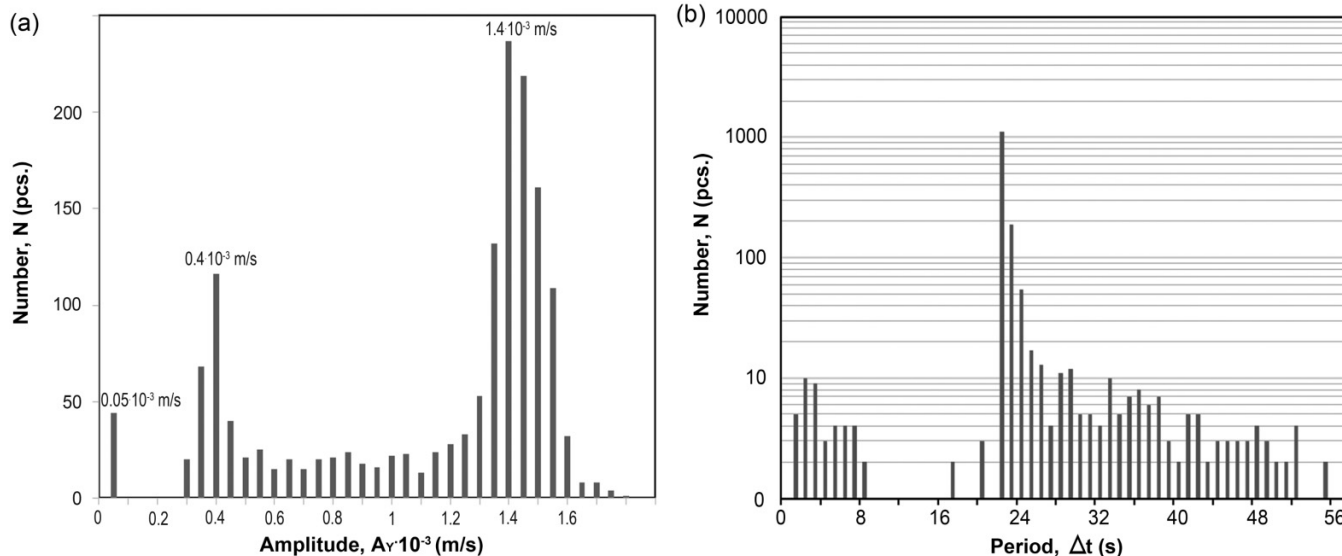 (a)
1.4·10⁻³ m/s
0.4·10⁻³ m/s
0.05·10⁻³ m/s
Number, N (pcs.)
200
150
100
50
0
0 0.2 0.4 0.6 0.8 1 1.2 1.4 1.6
Amplitude, Aᵧ·10⁻³ (m/s)
(b)
Number, N (pcs.)
10000
1000
100
10
0
0 8 16 24 32 40 48 56
Period, Δt (s)